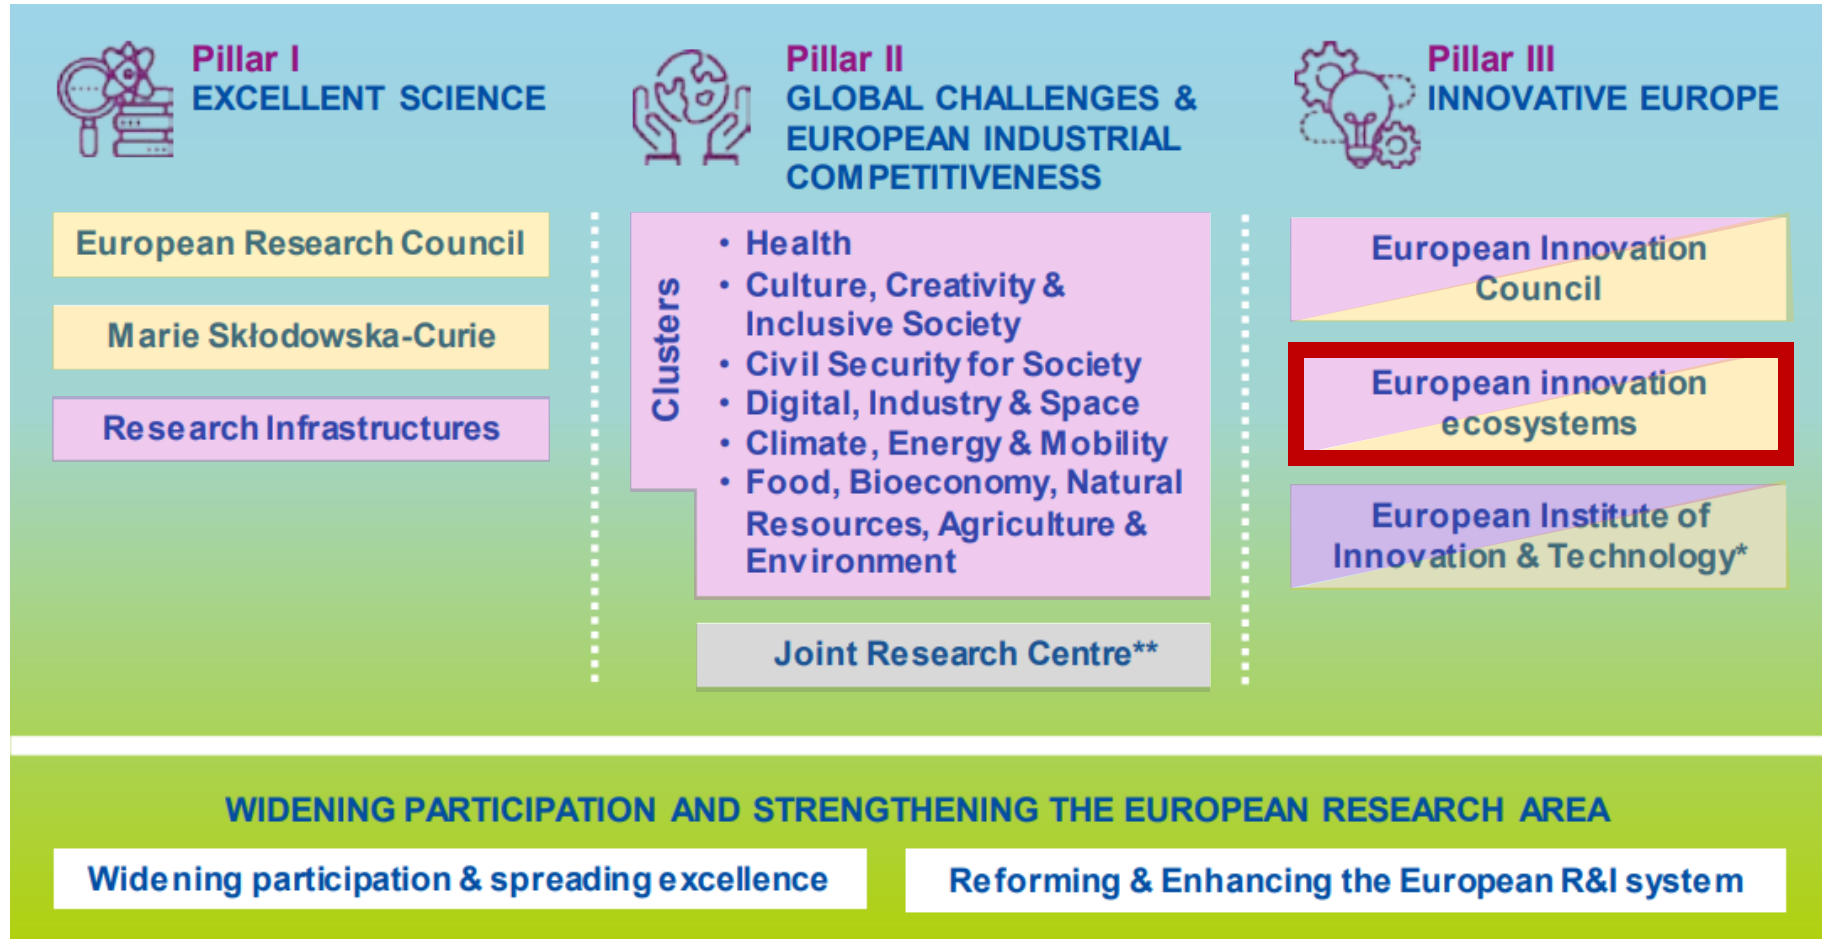 Pillar I
EXCELLENT SCIENCE
European Research Council
Marie Skłodowska-Curie
Research Infrastructures
Pillar II
GLOBAL CHALLENGES &
EUROPEAN INDUSTRIAL
COMPETITIVENESS
Clusters
• Health
• Culture, Creativity &
Inclusive Society
• Civil Security for Society
• Digital, Industry & Space
• Climate, Energy & Mobility
• Food, Bioeconomy, Natural
Resources, Agriculture &
Environment
Joint Research Centre**
Pillar III
INNOVATIVE EUROPE
European Innovation
Council
European innovation
ecosystems
European Institute of
Innovation & Technology*
WIDENING PARTICIPATION AND STRENGTHENING THE EUROPEAN RESEARCH AREA
Widening participation & spreading excellence
Reforming & Enhancing the European R&I system